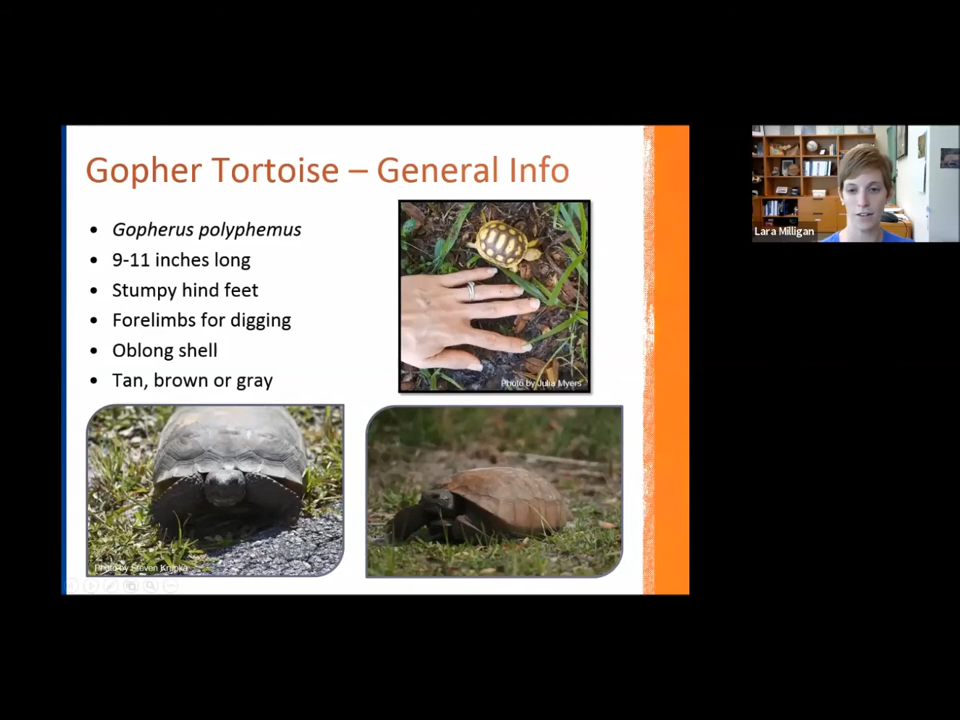 Gopher Tortoise – General Info
• Gopherus polyphemus
• 9-11 inches long
• Stumpy hind feet
• Forelimbs for digging
• Oblong shell
• Tan, brown or gray
Photo by Julia Myers
Photo by Steven Krupka
Lara Milligan